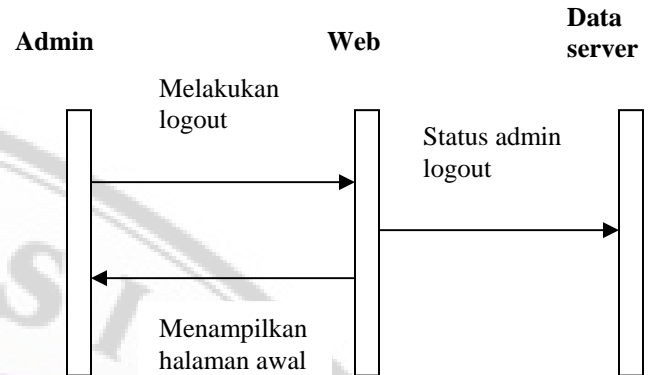 Admin
Web
Data
server
Melakukan
logout
Status admin
logout
Menampilkan
halaman awal
S I